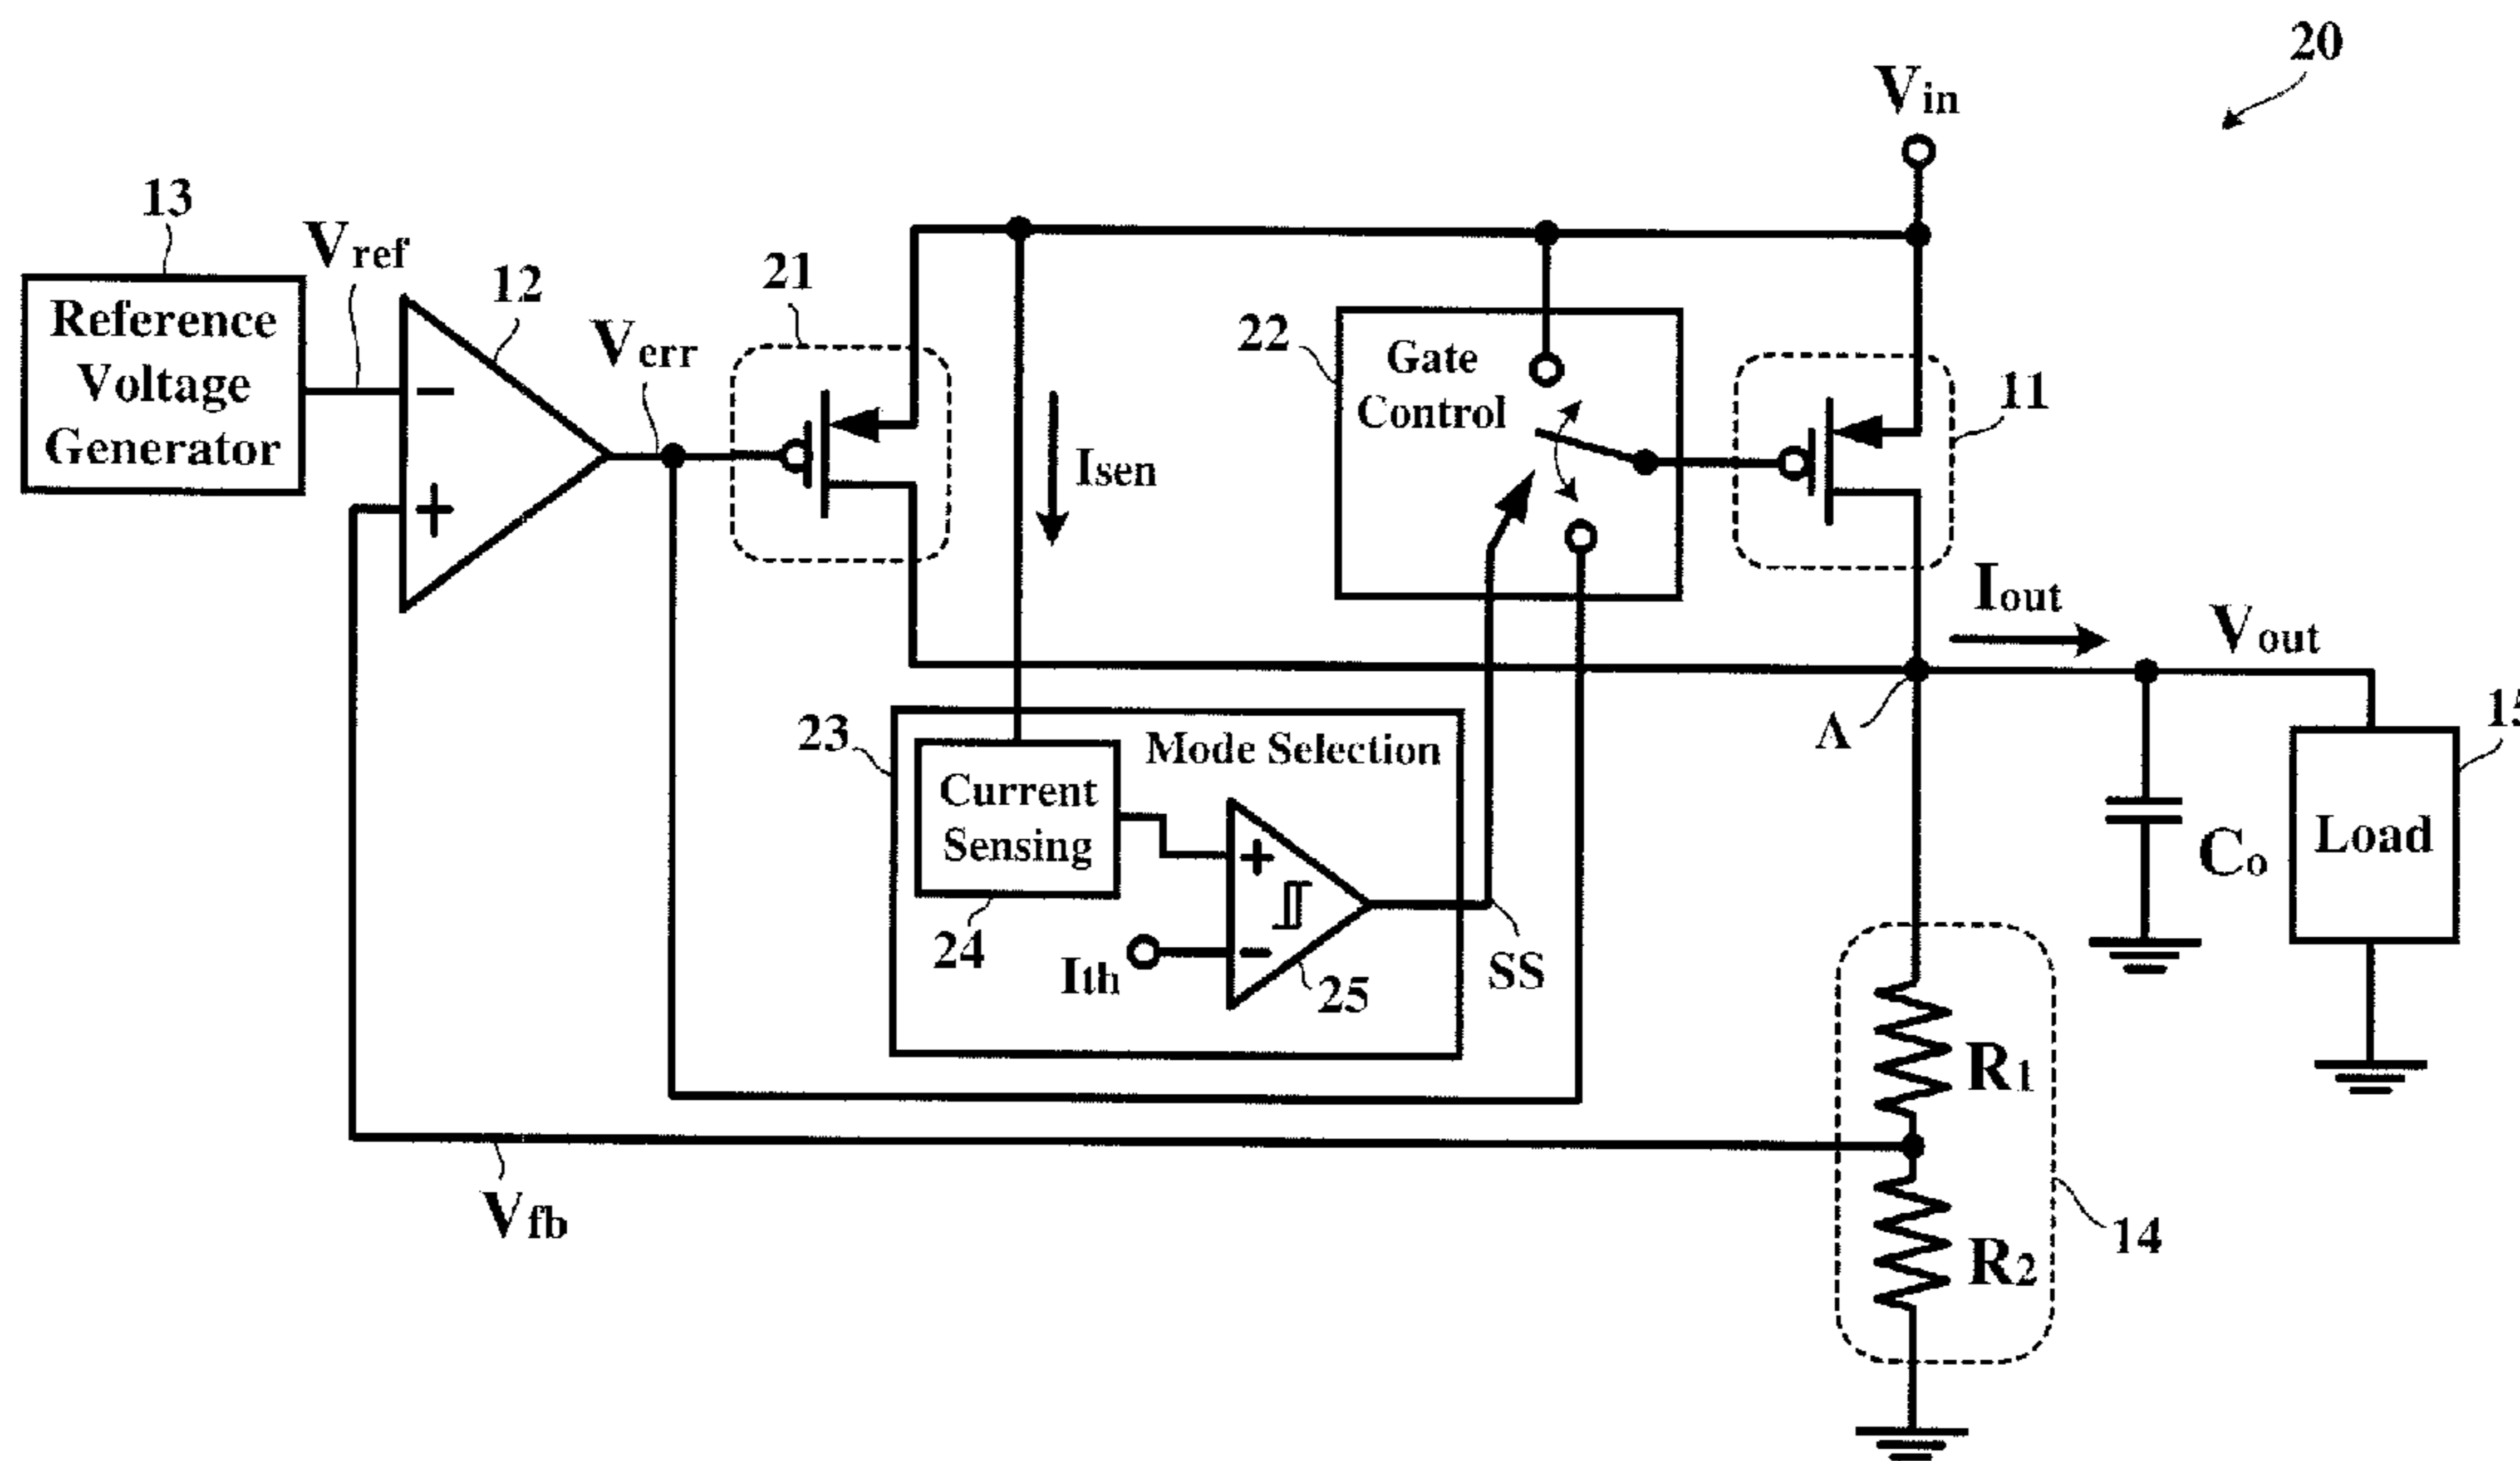 20
Vin
13
Vref
12
Verr
21
Reference
Voltage
Generator
−
+
Isen
22
Gate
Control
11
Iout
Vout
A
15
Load
Co
23
Mode Selection
Current
Sensing
24
Ith
+
−
25
SS
R1
R2
14
Vfb